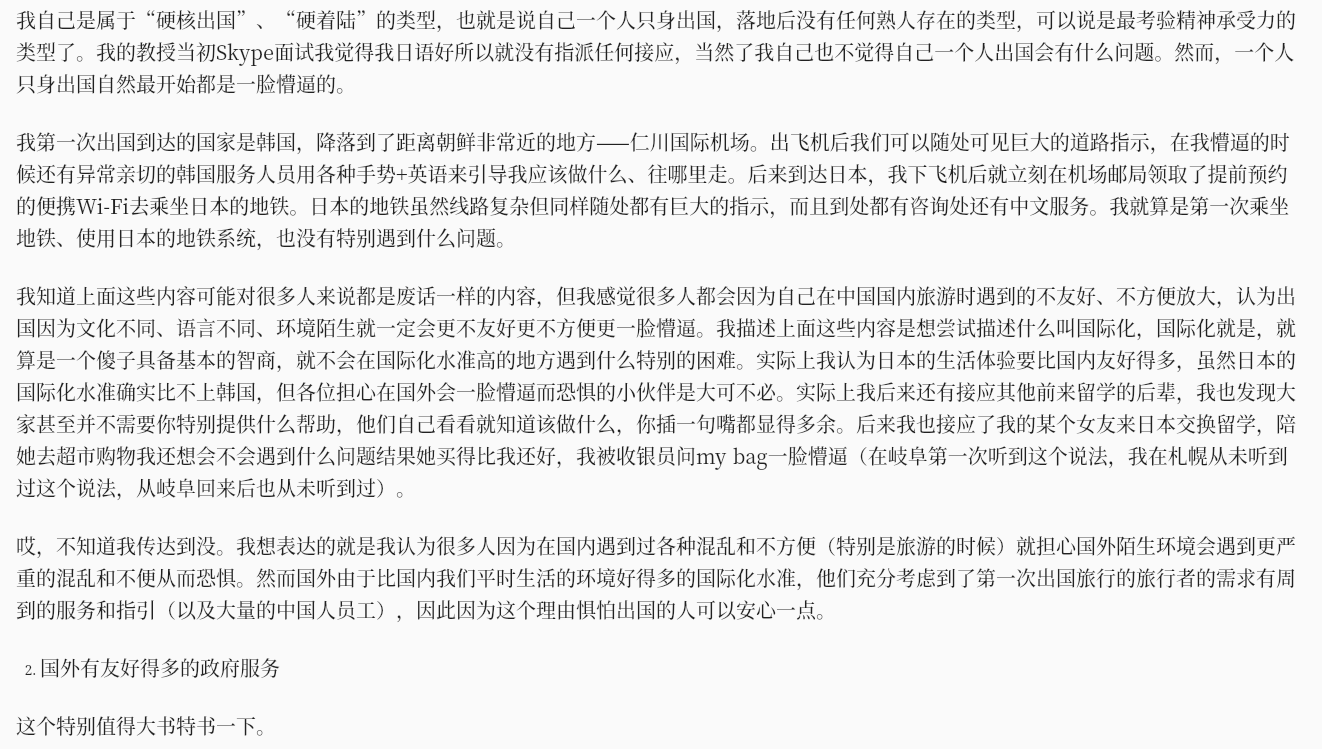 我自己是属于“硬核出国”、“硬着陆”的类型，也就是说自己一个人只身出国，落地后没有任何熟人存在的类型，可以说是最考验精神承受力的
类型了。我的教授当初Skype面试我觉得我日语好所以就没有指派任何接应，当然了我自己也不觉得自己一个人出国会有什么问题。然而，一个人
只身出国自然最开始都是一脸懵逼的。
我第一次出国到达的国家是韩国，降落到了距离朝鲜非常近的地方——仁川国际机场。出飞机后我们可以随处可见巨大的道路指示，在我懵逼的时
候还有异常亲切的韩国服务人员用各种手势+英语来引导我应该做什么、往哪里走。后来到达日本，我下飞机后就立刻在机场邮局领取了提前预约
的便携Wi-Fi去乘坐日本的地铁。日本的地铁虽然线路复杂但同样随处都有巨大的指示，而且到处都有咨询处还有中文服务。我就算是第一次乘坐
地铁、使用日本的地铁系统，也没有特别遇到什么问题。
我知道上面这些内容可能对很多人来说都是废话一样的内容，但我感觉很多人都会因为自己在中国国内旅游时遇到的不友好、不方便放大，认为出
国因为文化不同、语言不同、环境陌生就一定会更不友好更不方便更一脸懵逼。我描述上面这些内容是想尝试描述什么叫国际化，国际化就是，就
算是一个傻子具备基本的智商，就不会在国际化水准高的地方遇到什么特别的困难。实际上我认为日本的生活体验要比国内友好得多，虽然日本的
国际化水准确实比不上韩国，但各位担心在国外会一脸懵逼而恐惧的小伙伴是大可不必。实际上我后来还有接应其他前来留学的后辈，我也发现大
家甚至并不需要你特别提供什么帮助，他们自己看看就知道该做什么，你插一句嘴都显得多余。后来我也接应了我的某个女友来日本交换留学，陪
她去超市购物我还想会不会遇到什么问题结果她买得比我还好，我被收银员问my bag一脸懵逼（在岐阜第一次听到这个说法，我在札幌从未听到
过这个说法，从岐阜回来后也从未听到过）。
哎，不知道我传达到没。我想表达的就是我认为很多人因为在国内遇到过各种混乱和不方便（特别是旅游的时候）就担心国外陌生环境会遇到更严
重的混乱和不便从而恐惧。然而国外由于比国内我们平时生活的环境好得多的国际化水准，他们充分考虑到了第一次出国旅行的旅行者的需求有周
到的服务和指引（以及大量的中国人员工），因此因为这个理由惧怕出国的人可以安心一点。
2. 国外有友好得多的政府服务
这个特别值得大书特书一下。